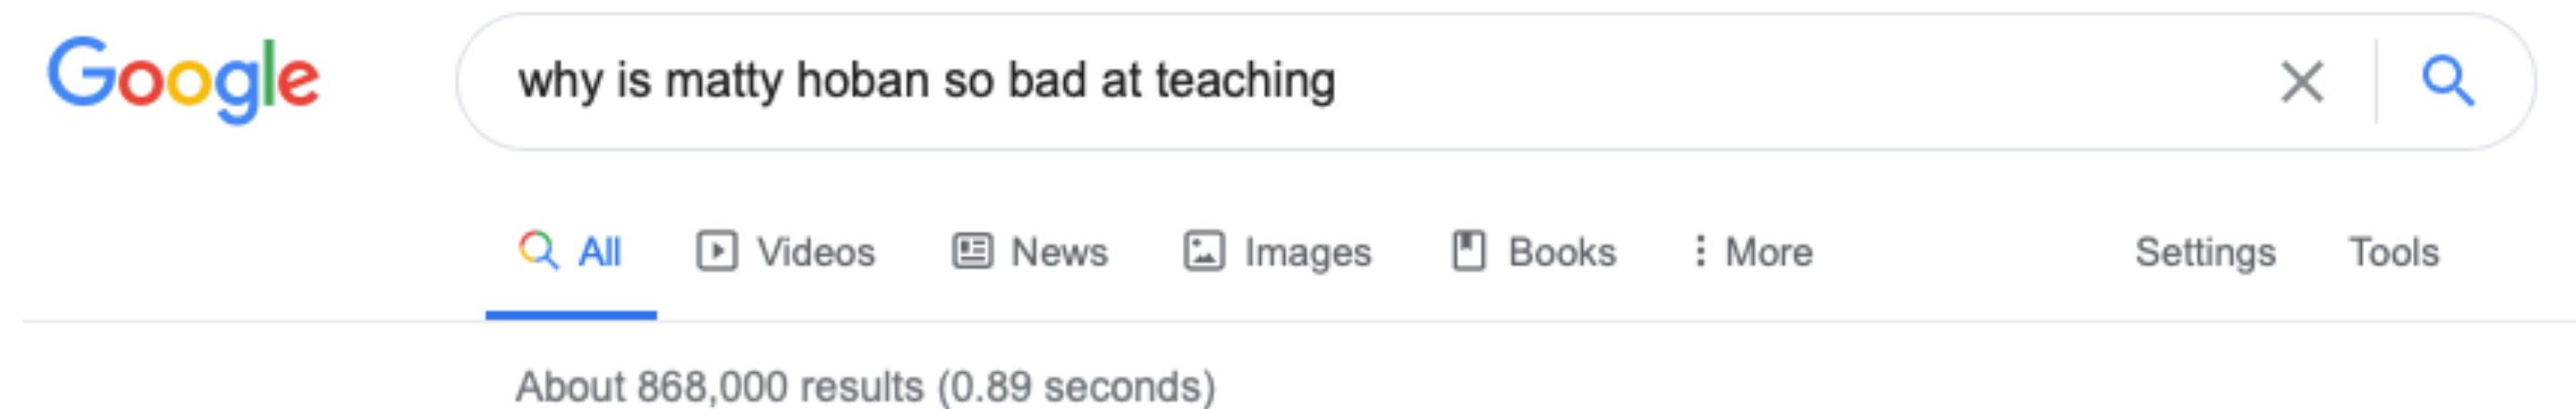 Google why is matty hoban so bad at teaching
All Videos News Images Books More Settings Tools
About 868,000 results (0.89 seconds)